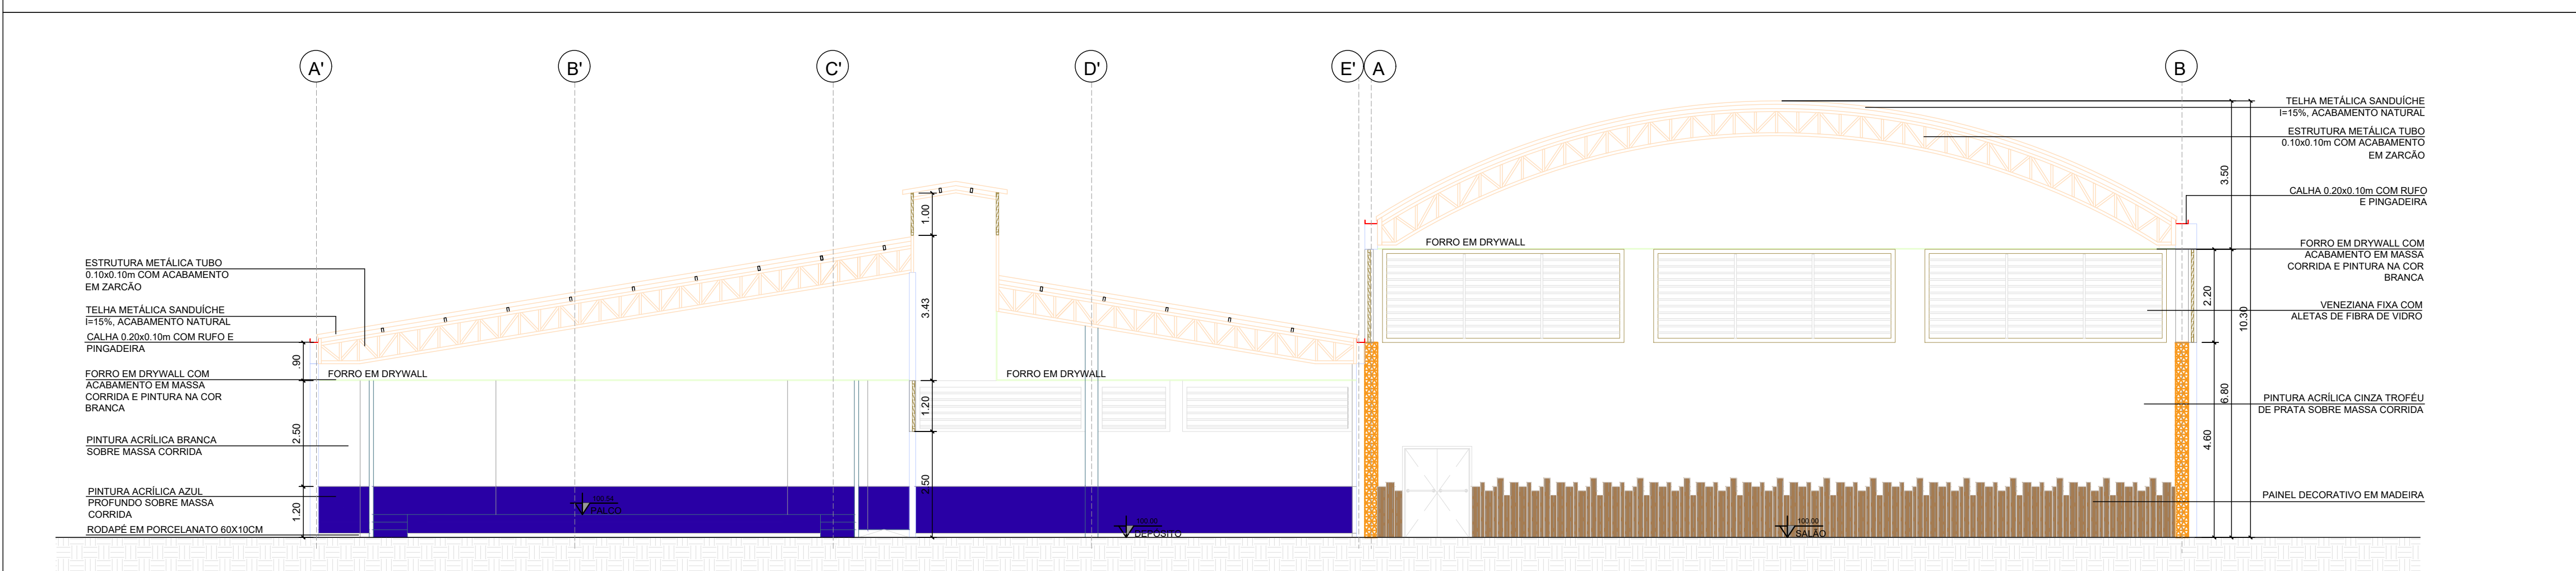 A'
B'
C'
D'
E'
A
B
ESTRUTURA METÁLICA TUBO
0.10x0.10m COM ACABAMENTO
EM ZARCÃO
TELHA METÁLICA SANDUÍCHE
I=15%, ACABAMENTO NATURAL
CALHA 0.20x0.10m COM RUFO E
PINGADEIRA
FORRO EM DRYWALL COM
ACABAMENTO EM MASSA
CORRIDA E PINTURA NA COR
BRANCA
PINTURA ACRÍLICA BRANCA
SOBRE MASSA CORRIDA
PINTURA ACRÍLICA AZUL
PROFUNDO SOBRE MASSA
CORRIDA
RODAPÉ EM PORCELANATO 60X10CM
.90
2.50
1.20
FORRO EM DRYWALL
100.54
PALCO
1.00
3.43
1.20
2.50
FORRO EM DRYWALL
100.00
DEPÓSITO
FORRO EM DRYWALL
100.00
SALÃO
3.50
2.20
10.30
6.80
4.60
TELHA METÁLICA SANDUÍCHE
I=15%, ACABAMENTO NATURAL
ESTRUTURA METÁLICA TUBO
0.10x0.10m COM ACABAMENTO
EM ZARCÃO
CALHA 0.20x0.10m COM RUFO
E PINGADEIRA
FORRO EM DRYWALL COM
ACABAMENTO EM MASSA
CORRIDA E PINTURA NA COR
BRANCA
VENEZIANA FIXA COM
ALETAS DE FIBRA DE VIDRO
PINTURA ACRÍLICA CINZA TROFÉU
DE PRATA SOBRE MASSA CORRIDA
PAINEL DECORATIVO EM MADEIRA